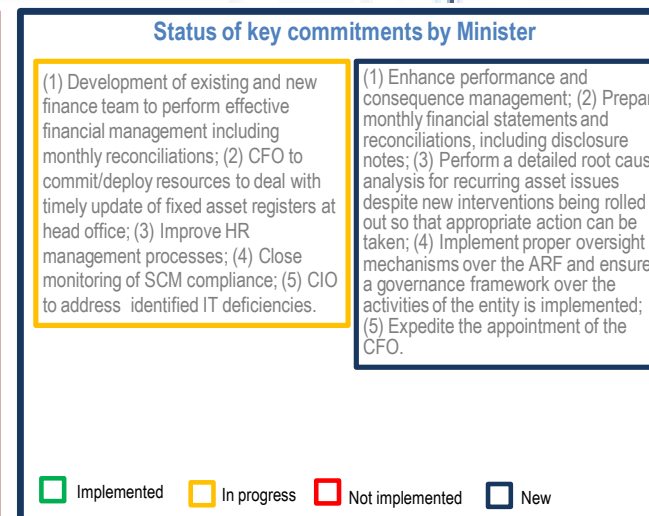 Status of key commitments by Minister
(1) Development of existing and new
finance team to perform effective
financial management including
monthly reconciliations; (2) CFO to
commit/deploy resources to deal with
timely update of fixed asset registers at
head office; (3) Improve HR
management processes; (4) Close
monitoring of SCM compliance; (5) CIO
to address identified IT deficiencies.
(1) Enhance performance and
consequence management; (2)
monthly financial statements and
reconciliations, including disclosure
notes; (3) Perform a detailed root
analysis for recurring asset issues
despite new interventions being rolled
out so that appropriate action can be
taken; (4) Implement proper oversight
mechanisms over the ARF and ensure
a governance framework over the
activities of the entity is implemented;
(5) Expedite the appointment of the
CFO.
Implemented
In progress
Not implemented
New